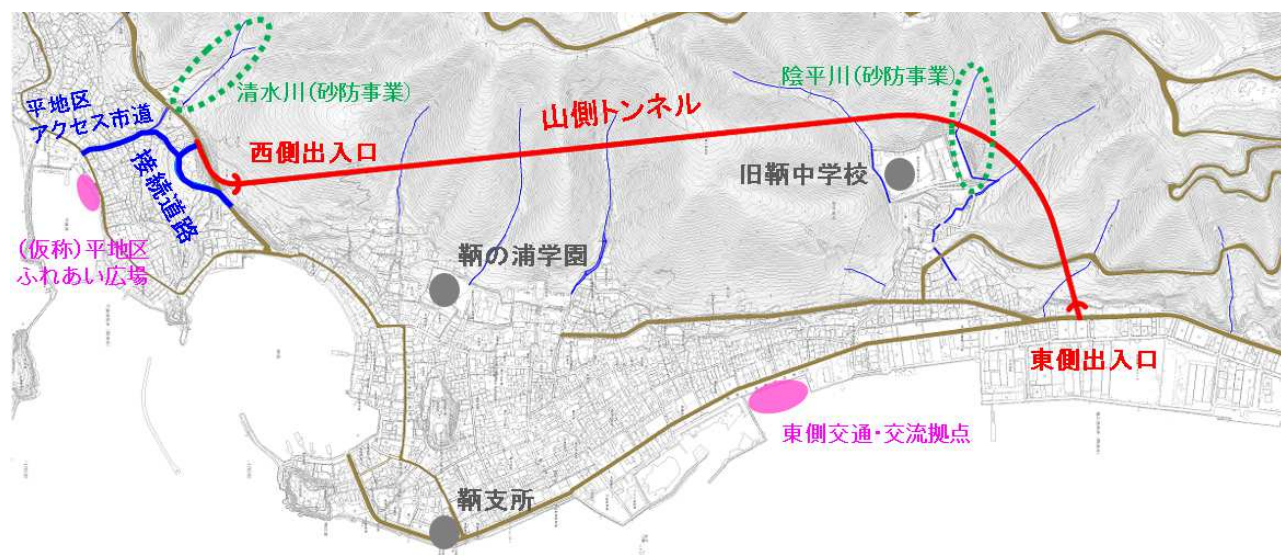 清水川(砂防事業)
陰平川(砂防事業)
平地区
アクセス市道
山側トンネル
西側出入口
接続道路
旧鞆中学校
(仮称)平地区
ふれあい広場
鞆の浦学園
東側出入口
東側交通・交流拠点
鞆支所